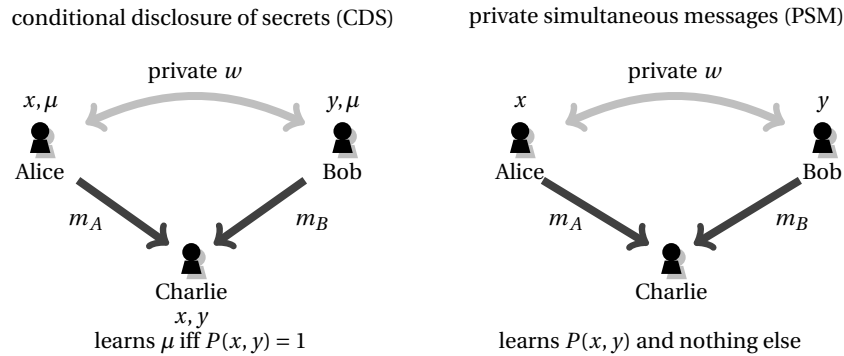 conditional disclosure of secrets (CDS)
private w
x, μ
y, μ
Alice
Bob
m_A
m_B
Charlie
x, y
learns μ iff P(x, y) = 1
private simultaneous messages (PSM)
private w
x
y
Alice
Bob
m_A
m_B
Charlie
learns P(x, y) and nothing else